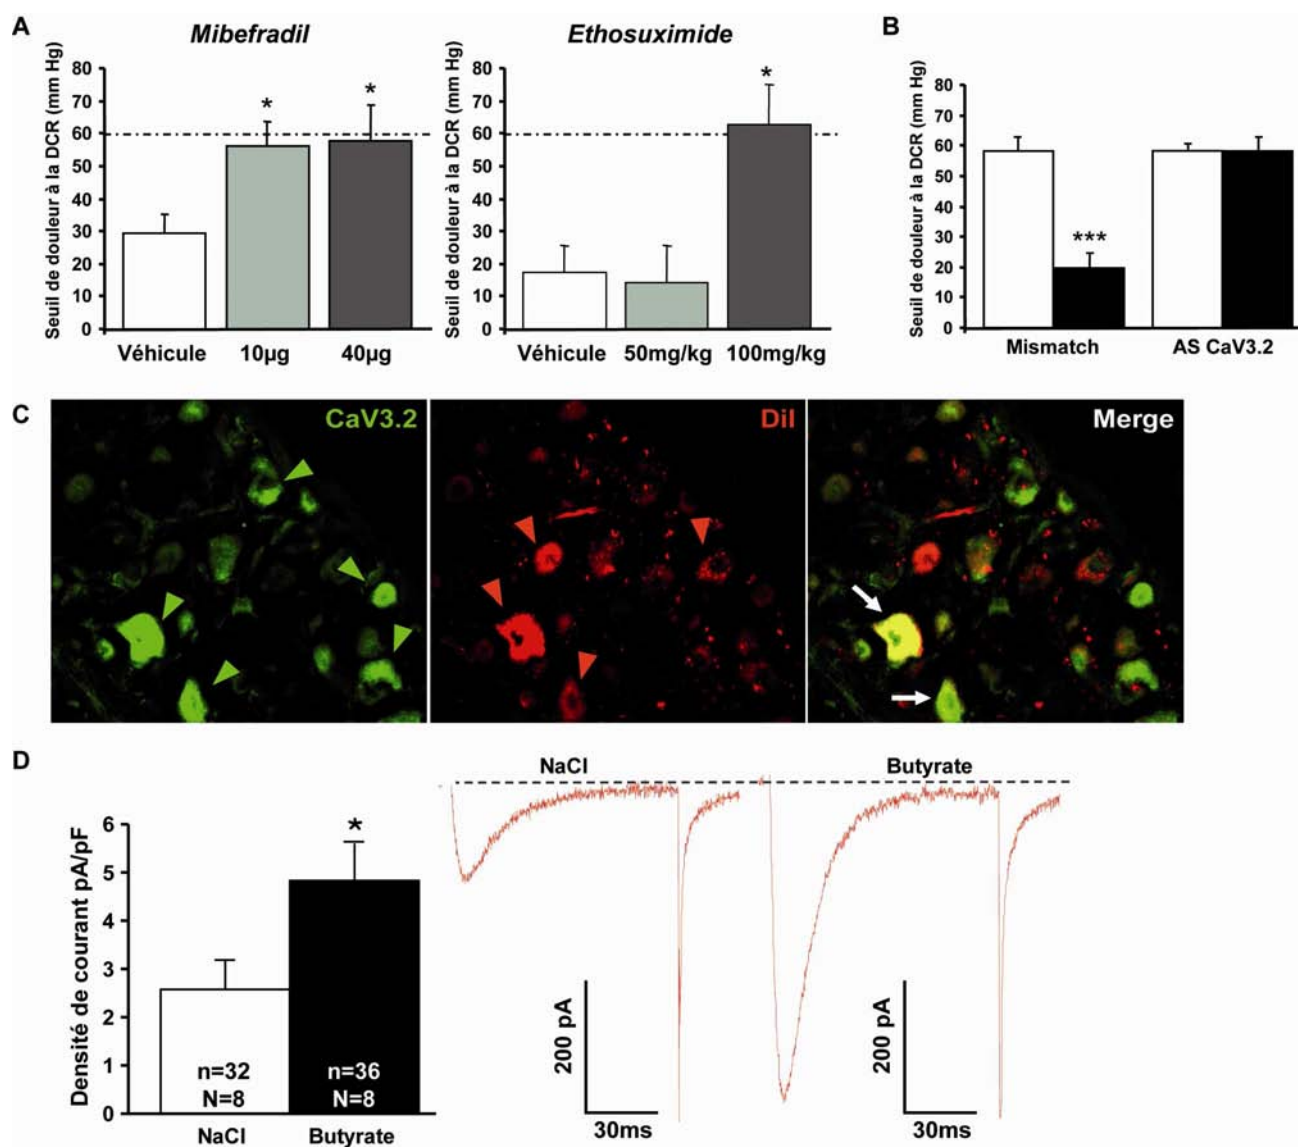 A
Mibefradil
Seuil de douleur à la DCR (mm Hg)
80
70
60
50
40
30
20
10
0
*
*
Véhicule 10µg 40µg
Ethosuximide
Seuil de douleur à la DCR (mm Hg)
80
70
60
50
40
30
20
10
0
*
Véhicule 50mg/kg 100mg/kg
B
Seuil de douleur à la DCR (mm Hg)
80
70
60
50
40
30
20
10
0
***
Mismatch AS CaV3.2
C
CaV3.2
DiI
Merge
D
Densité de courant pA/pF
6
5
4
3
2
1
0
*
n=32
N=8
n=36
N=8
NaCl Butyrate
NaCl
200 pA
30ms
Butyrate
200 pA
30ms